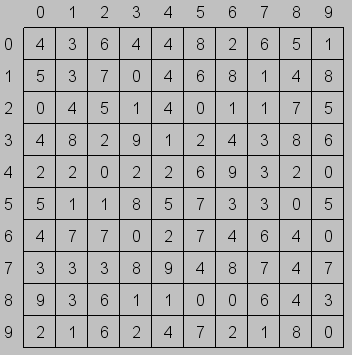 0 1 2 3 4 5 6 7 8 9
0 4 3 6 4 4 8 2 6 5 1
1 5 3 7 0 4 6 8 1 4 8
2 0 4 5 1 4 0 1 1 7 5
3 4 8 2 9 1 2 4 3 8 6
4 2 2 0 2 2 6 9 3 2 0
5 5 1 1 8 5 7 3 3 0 5
6 4 7 7 0 2 7 4 6 4 0
7 3 3 3 8 9 4 8 7 4 7
8 9 3 6 1 1 0 0 6 4 3
9 2 1 6 2 4 7 2 1 8 0